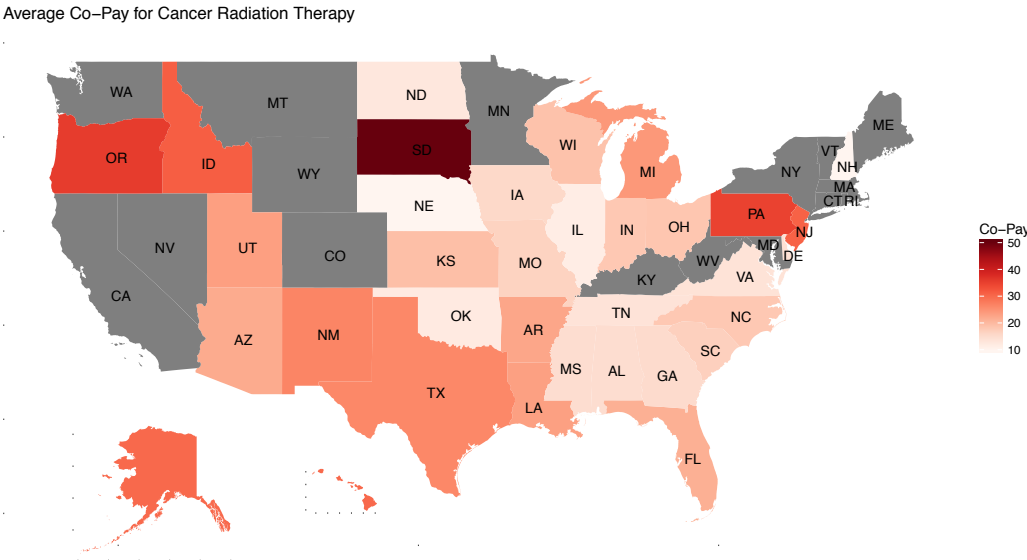 Average Co−Pay for Cancer Radiation Therapy
WA
MT
ND
MN
ME
OR
ID
SD
WI
MI
VT
NH
NY
MA
WY
CT
RI
NE
IA
PA
NJ
NV
UT
CO
IL
IN
OH
MD
DE
KS
MO
WV
VA
KY
CA
AZ
NM
OK
AR
TN
NC
SC
TX
LA
MS
AL
GA
FL
Co−Pay
50
40
30
20
10